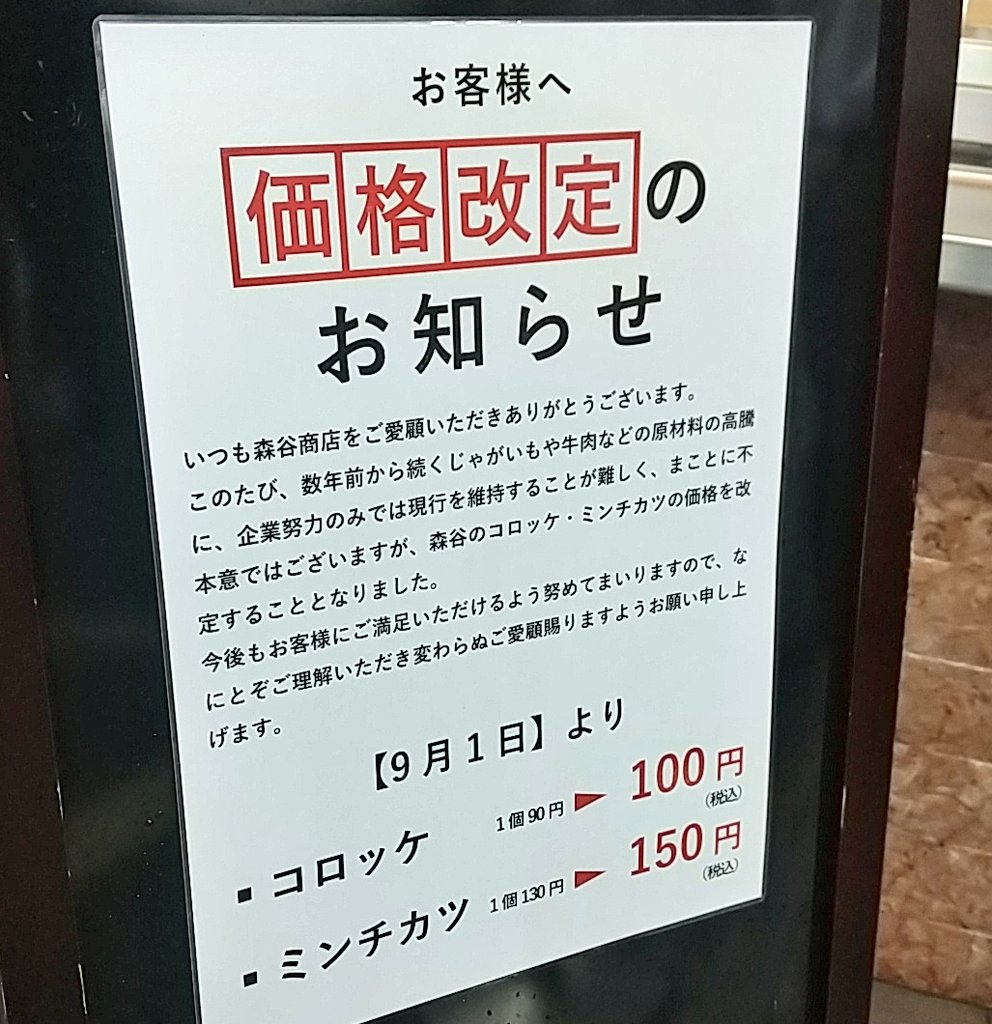 お客様へ
価格改定の
お知らせ
いつも森谷商店をご愛顧いただきありがとうございます。
このたび、数年前から続くじゃがいもや牛肉などの原材料の高騰
に、企業努力のみでは現行を維持することが難しく、まことに不
本意ではございますが、森谷のコロッケ・ミンチカツの価格を改
定することとなりました。
今後もお客様にご満足いただけるよう努めてまいりますので、な
にとぞご理解いただき変わらぬご愛顧賜りますようお願い申し上
げます。
【9月1日】より
▪コロッケ 1個90円 ▶ 100円(税込)
▪ミンチカツ 1個130円 ▶ 150円(税込)